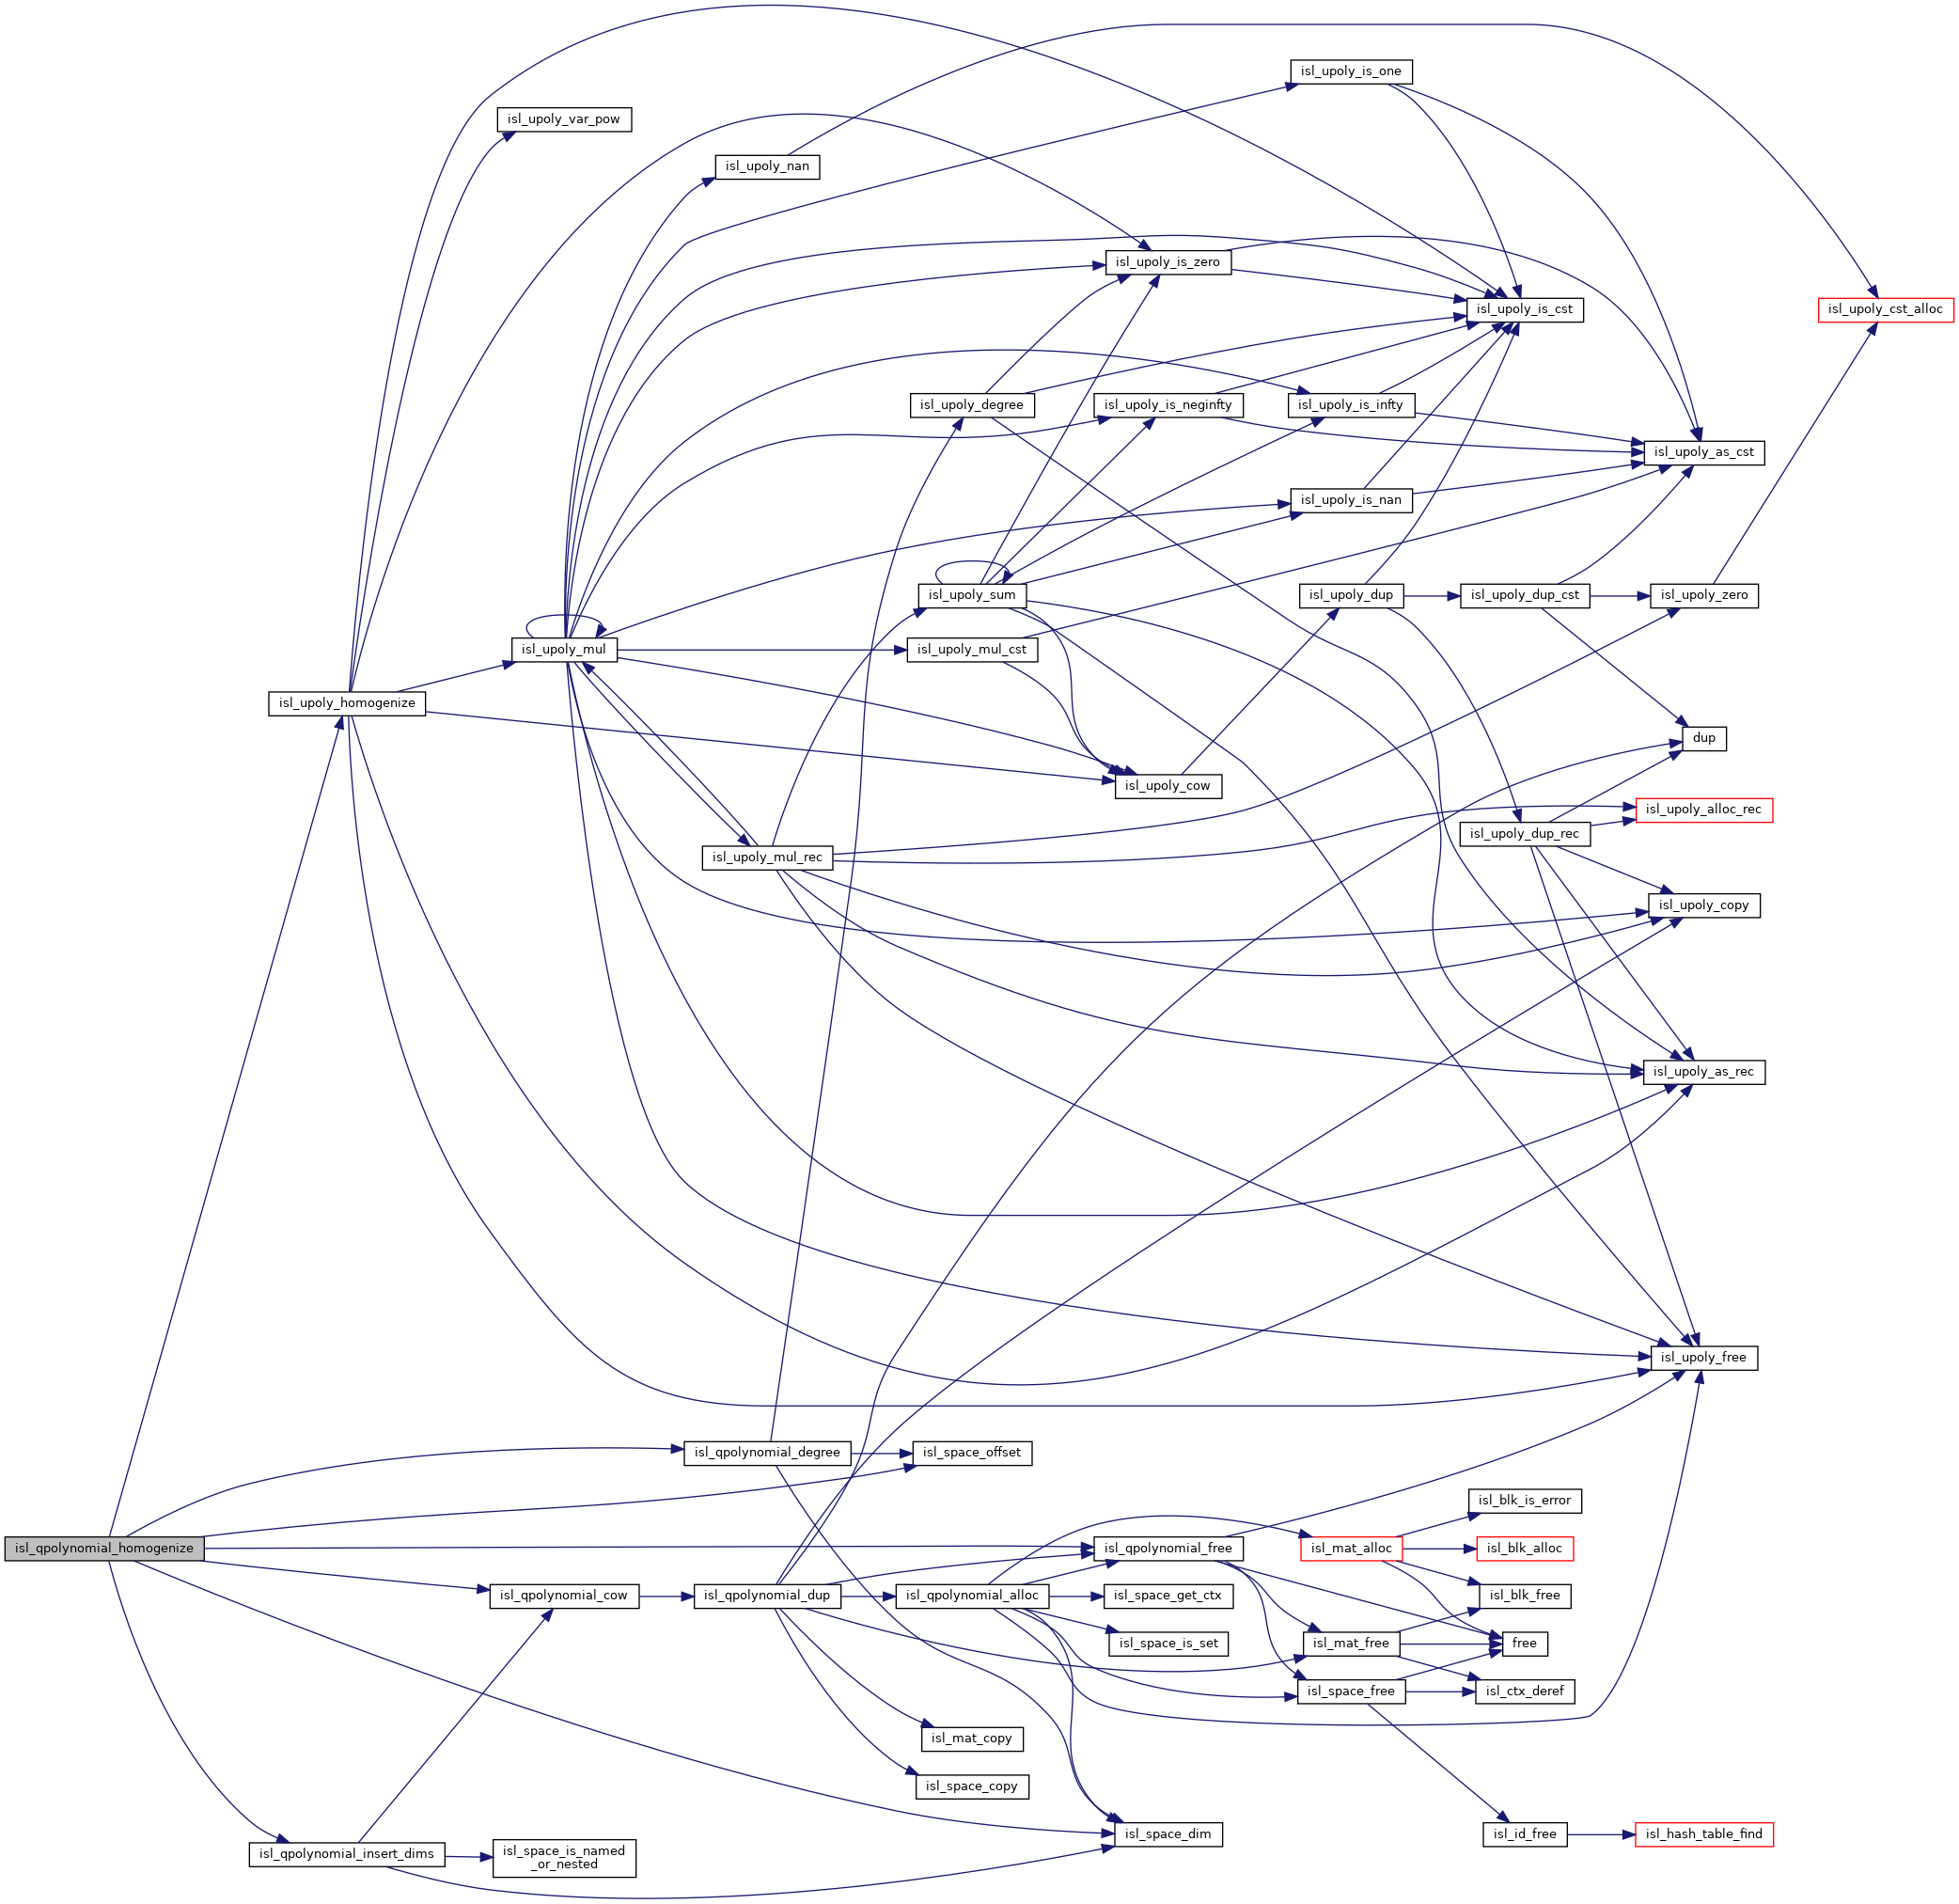 isl_upoly_is_one
isl_upoly_var_pow
isl_upoly_nan
isl_upoly_is_zero
isl_upoly_is_cst
isl_upoly_cst_alloc
isl_upoly_degree
isl_upoly_is_neginfty
isl_upoly_is_infty
isl_upoly_as_cst
isl_upoly_is_nan
isl_upoly_sum
isl_upoly_dup
isl_upoly_dup_cst
isl_upoly_zero
isl_upoly_mul
isl_upoly_mul_cst
isl_upoly_homogenize
dup
isl_upoly_cow
isl_upoly_alloc_rec
isl_upoly_dup_rec
isl_upoly_mul_rec
isl_upoly_copy
isl_upoly_as_rec
isl_upoly_free
isl_qpolynomial_degree
isl_space_offset
isl_blk_is_error
isl_qpolynomial_homogenize
isl_qpolynomial_free
isl_mat_alloc
isl_blk_alloc
isl_qpolynomial_cow
isl_qpolynomial_dup
isl_qpolynomial_alloc
isl_space_get_ctx
isl_blk_free
isl_space_is_set
isl_mat_free
free
isl_space_free
isl_ctx_deref
isl_mat_copy
isl_space_copy
isl_space_dim
isl_id_free
isl_hash_table_find
isl_qpolynomial_insert_dims
isl_space_is_named
_or_nested